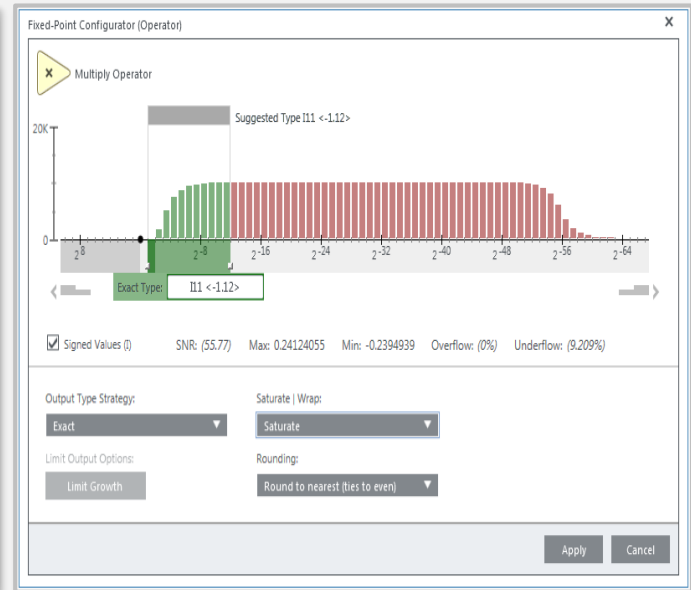 Fixed-Point Configurator (Operator) X
x Multiply Operator
Suggested Type I11 <-1.12>
20K
0
2^8 2^-8 2^-16 2^-24 2^-32 2^-40 2^-48 2^-56 2^-64
Exact Type: I11 <-1.12>
Signed Values (I) SNR: (55.77) Max: 0.24124055 Min: -0.2394939 Overflow: (0%) Underflow: (9.209%)
Output Type Strategy: Saturate | Wrap:
Exact Saturate
Limit Output Options: Rounding:
Limit Growth Round to nearest (ties to even)
Apply Cancel